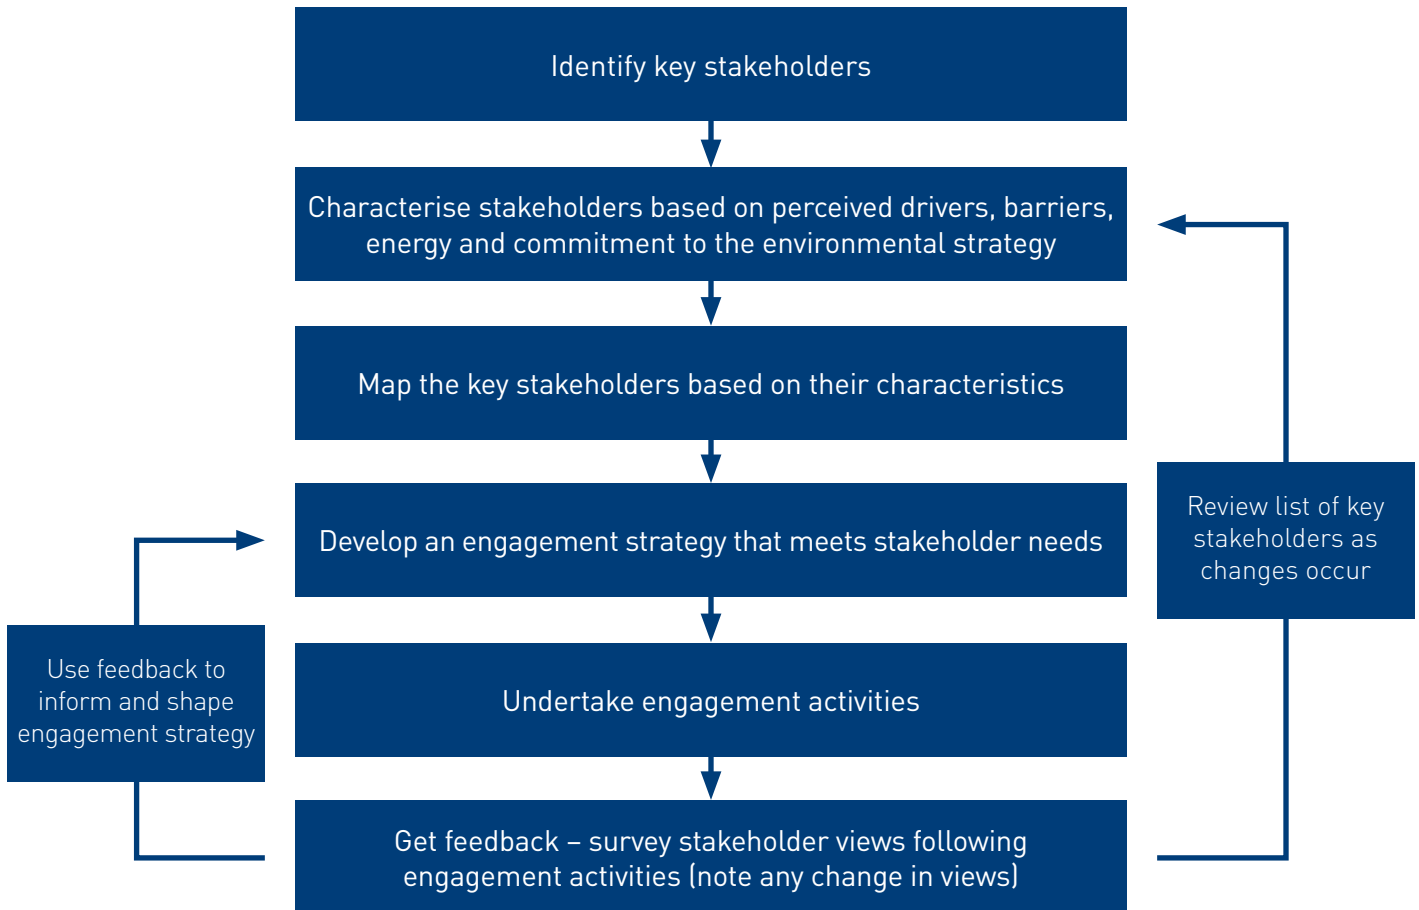 Identify key stakeholders
Characterise stakeholders based on perceived drivers, barriers,
energy and commitment to the environmental strategy
Map the key stakeholders based on their characteristics
Develop an engagement strategy that meets stakeholder needs
Review list of key
stakeholders as
changes occur
Use feedback to
inform and shape
engagement strategy
Undertake engagement activities
Get feedback – survey stakeholder views following
engagement activities (note any change in views)